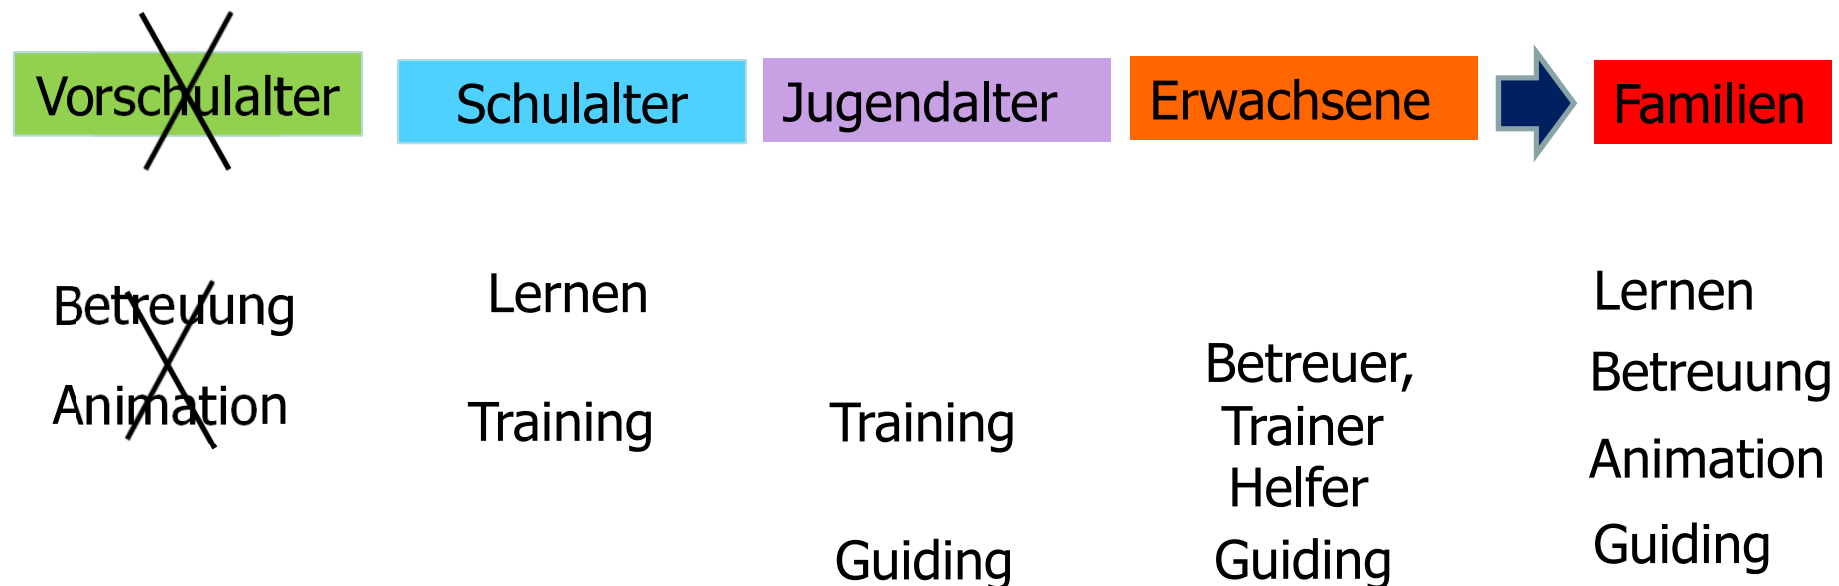 Vorschulalter
Schulalter
Jugendalter
Erwachsene
Familien
Betreuung
Animation
Lernen
Training
Training
Guiding
Betreuer,
Trainer
Helfer
Guiding
Lernen
Betreuung
Animation
Guiding